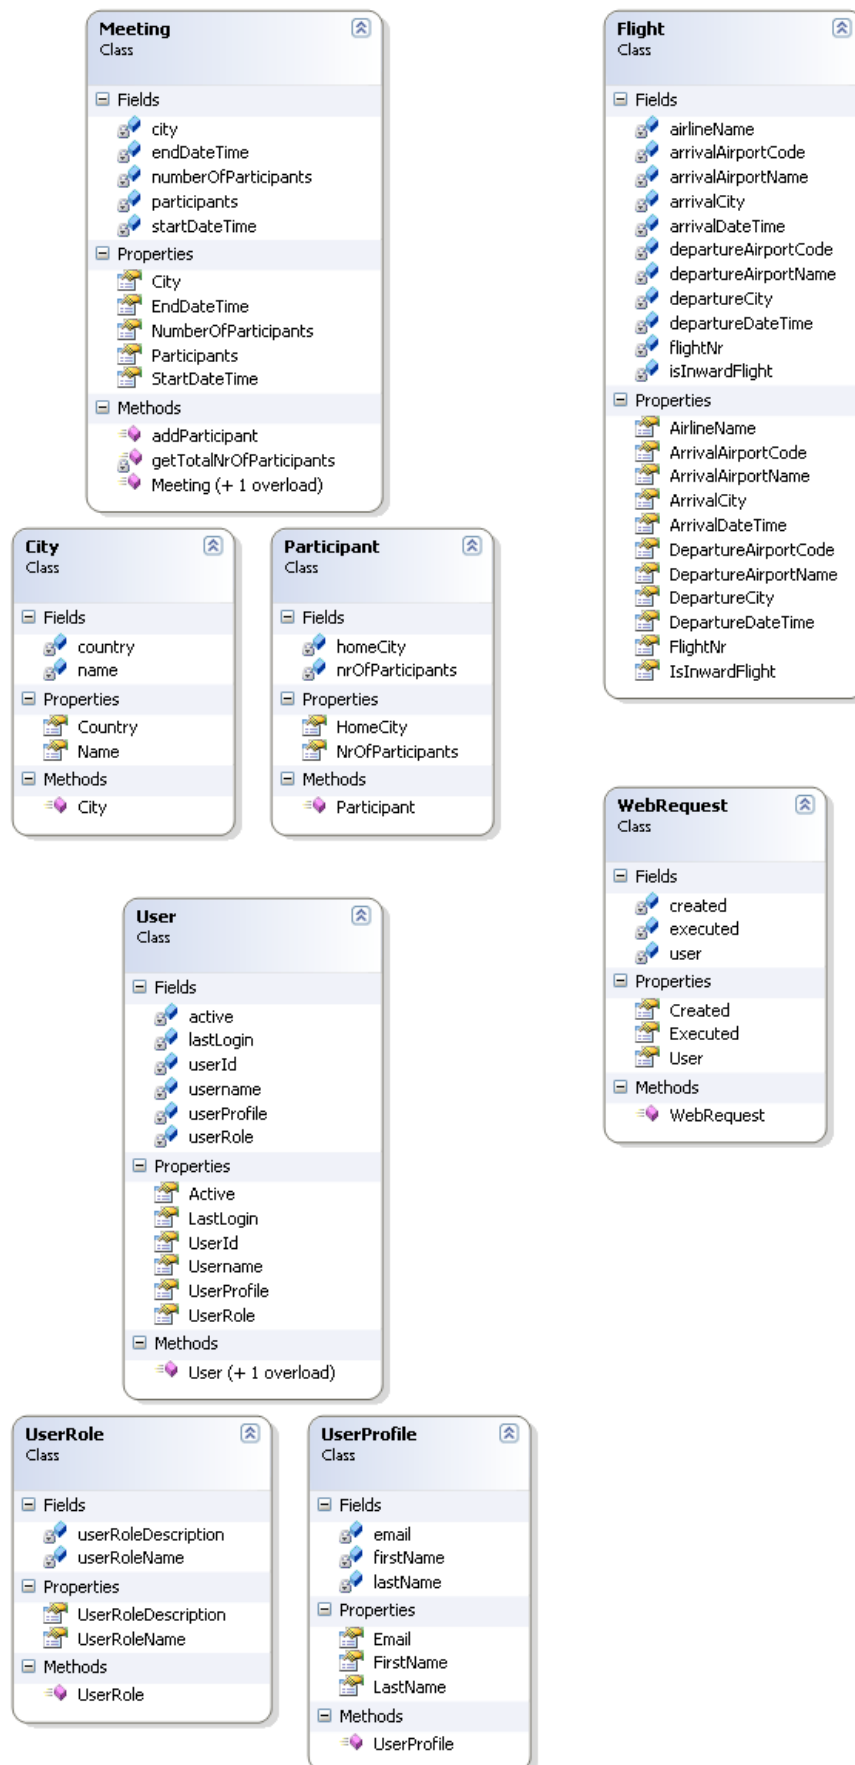 Meeting
Class
Fields
city
endDateTime
numberOfParticipants
participants
startDateTime
Properties
City
EndDateTime
NumberOfParticipants
Participants
StartDateTime
Methods
addParticipant
getTotalNrOfParticipants
Meeting (+ 1 overload)
Flight
Class
Fields
airlineName
arrivalAirportCode
arrivalAirportName
arrivalCity
arrivalDateTime
departureAirportCode
departureAirportName
departureCity
departureDateTime
flightNr
isInwardFlight
Properties
AirlineName
ArrivalAirportCode
ArrivalAirportName
ArrivalCity
ArrivalDateTime
DepartureAirportCode
DepartureAirportName
DepartureCity
DepartureDateTime
FlightNr
IsInwardFlight
City
Class
Fields
country
name
Properties
Country
Name
Methods
City
Participant
Class
Fields
homeCity
nrOfParticipants
Properties
HomeCity
NrOfParticipants
Methods
Participant
WebRequest
Class
Fields
created
executed
user
Properties
Created
Executed
User
Methods
WebRequest
User
Class
Fields
active
lastLogin
userId
username
userProfile
userRole
Properties
Active
LastLogin
UserId
Username
UserProfile
UserRole
Methods
User (+ 1 overload)
UserRole
Class
Fields
userRoleDescription
userRoleName
Properties
UserRoleDescription
UserRoleName
Methods
UserRole
UserProfile
Class
Fields
email
firstName
lastName
Properties
Email
FirstName
LastName
Methods
UserProfile